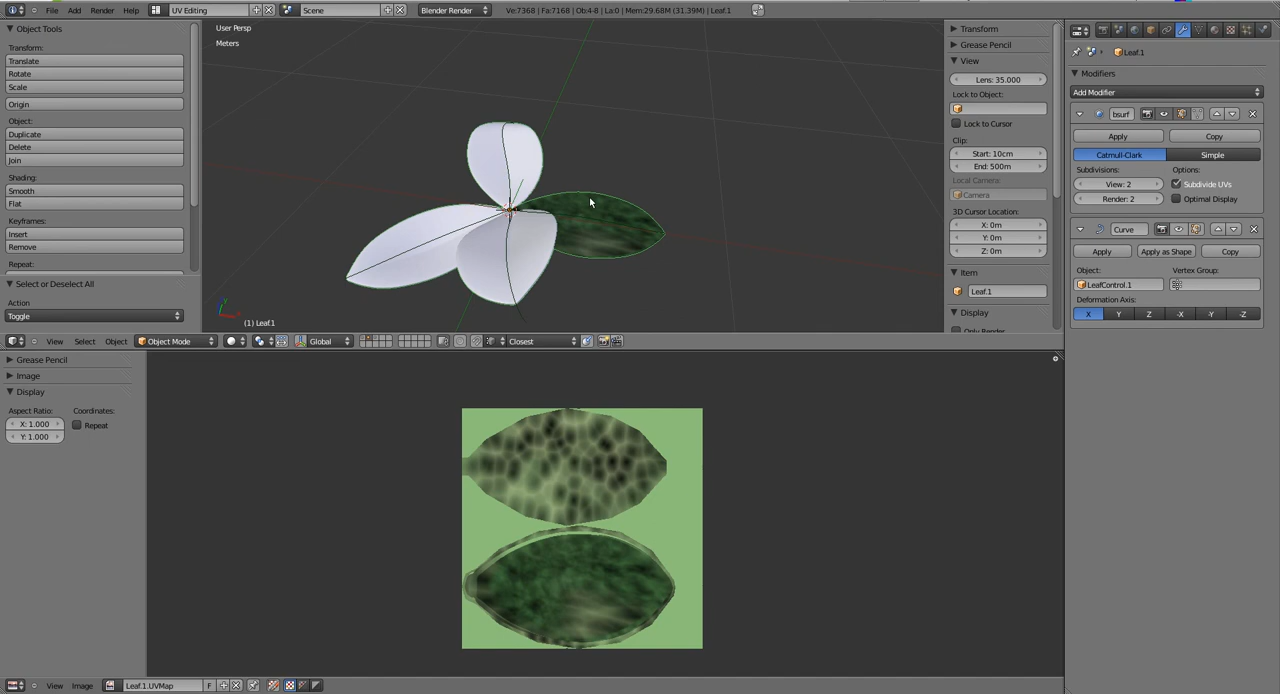 File Add Render Help UV Editing Scene Blender Render Ve:7368 | Fa:7168 | Ob:4-8 | La:0 | Mem:29.68M (31.39M) | Leaf.1
Object Tools
Transform:
Translate
Rotate
Scale
Origin
Object:
Duplicate
Delete
Join
Shading:
Smooth
Flat
Keyframes:
Insert
Remove
Repeat:
Select or Deselect All
Action
Toggle
User Persp
Meters
(1) Leaf.1
View Select Object Object Mode Global Closest
Transform
Grease Pencil
View
Lens: 35.000
Lock to Object:
Lock to Cursor
Clip:
Start: 10cm
End: 500m
Local Camera:
Camera
3D Cursor Location:
X: 0m
Y: 0m
Z: 0m
Item
Leaf.1
Display
Only Render
Leaf.1
Modifiers
Add Modifier
bsurf
Apply Copy
Catmull-Clark Simple
Subdivisions: Options:
View: 2 Subdivide UVs
Render: 2 Optimal Display
Curve
Apply Apply as Shape Copy
Object: Vertex Group:
LeafControl.1
Deformation Axis:
X Y Z -X -Y -Z
Grease Pencil
Image
Display
Aspect Ratio: Coordinates:
X: 1.000 Repeat
Y: 1.000
View Image Leaf.1.UVMap F